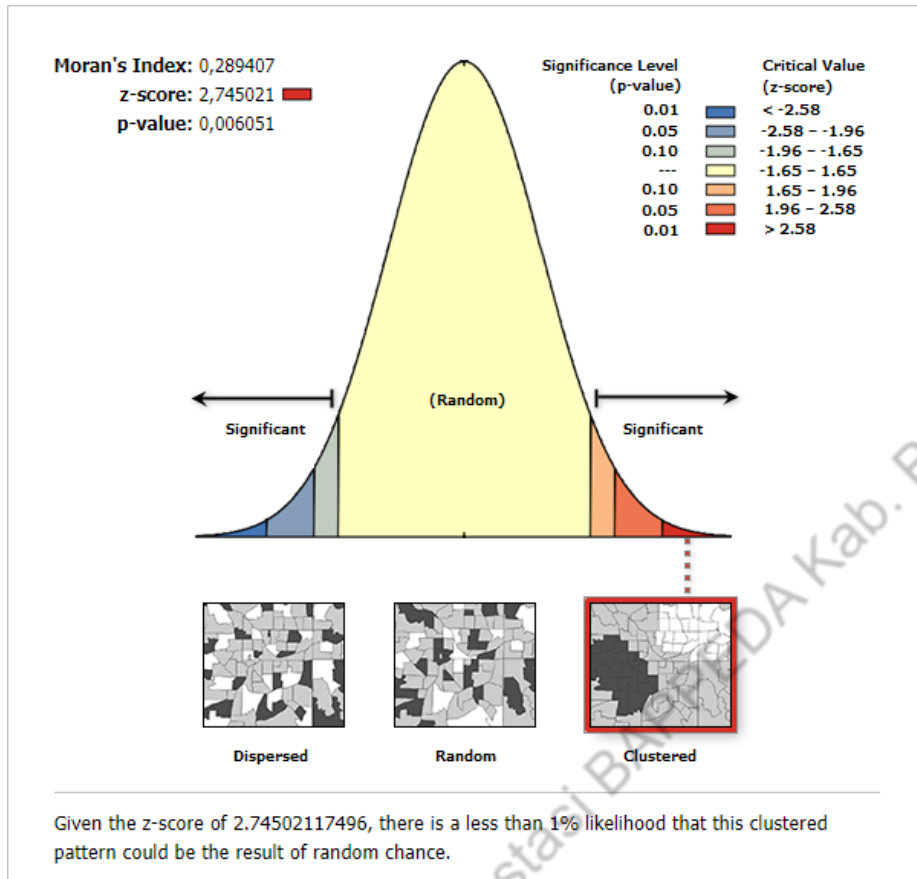 Moran's Index: 0,289407
z-score: 2,745021
p-value: 0,006051
Significance Level
(p-value)
Critical Value
(z-score)
0.01 < -2.58
0.05 -2.58 – -1.96
0.10 -1.96 – -1.65
--- -1.65 – 1.65
0.10 1.65 – 1.96
0.05 1.96 – 2.58
0.01 > 2.58
(Random)
Significant
Significant
Dispersed
Random
Clustered
Given the z-score of 2.74502117496, there is a less than 1% likelihood that this clustered
pattern could be the result of random chance.
BAPPEDA Kab.